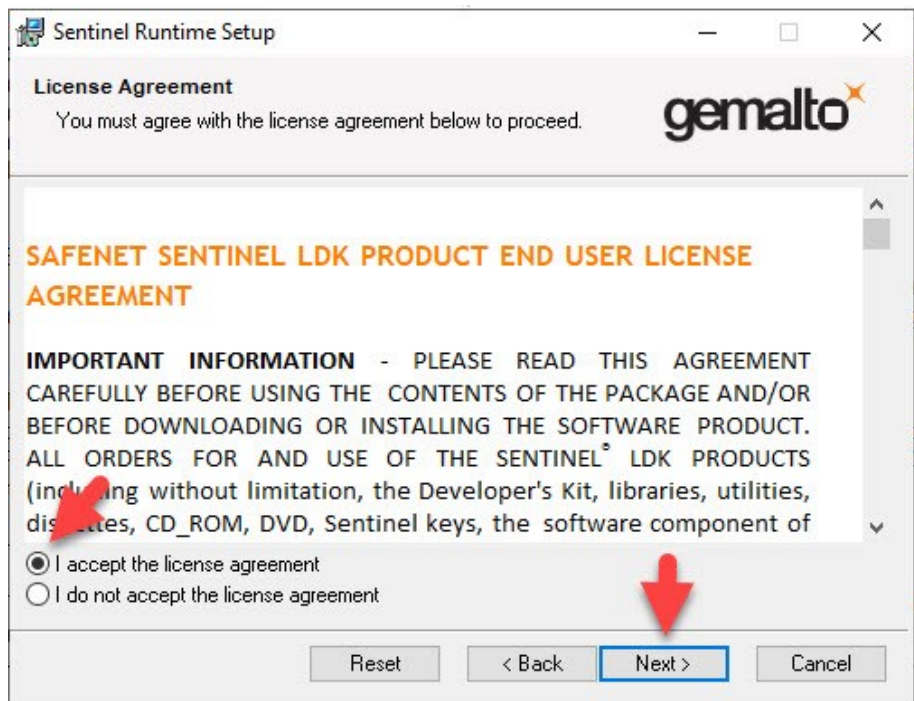 Sentinel Runtime Setup
License Agreement
You must agree with the license agreement below to proceed.
gemalto
SAFENET SENTINEL LDK PRODUCT END USER LICENSE
AGREEMENT
IMPORTANT INFORMATION - PLEASE READ THIS AGREEMENT
CAREFULLY BEFORE USING THE CONTENTS OF THE PACKAGE AND/OR
BEFORE DOWNLOADING OR INSTALLING THE SOFTWARE PRODUCT.
ALL ORDERS FOR AND USE OF THE SENTINEL® LDK PRODUCTS
(including without limitation, the Developer's Kit, libraries, utilities,
diskettes, CD_ROM, DVD, Sentinel keys, the software component of
I accept the license agreement
I do not accept the license agreement
Reset < Back Next > Cancel